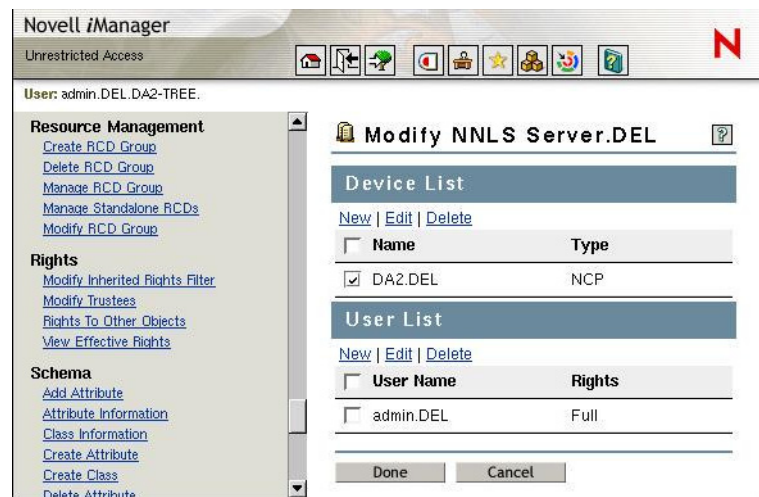 Novell iManager
Unrestricted Access
N
User: admin.DEL.DA2-TREE.
Resource Management
Create RCD Group
Delete RCD Group
Manage RCD Group
Manage Standalone RCDs
Modify RCD Group
Rights
Modify Inherited Rights Filter
Modify Trustees
Rights To Other Objects
View Effective Rights
Schema
Add Attribute
Attribute Information
Class Information
Create Attribute
Create Class
Delete Attribute
Modify NNLS Server.DEL
?
Device List
New | Edit | Delete
Name Type
DA2.DEL NCP
User List
New | Edit | Delete
User Name Rights
admin.DEL Full
Done Cancel